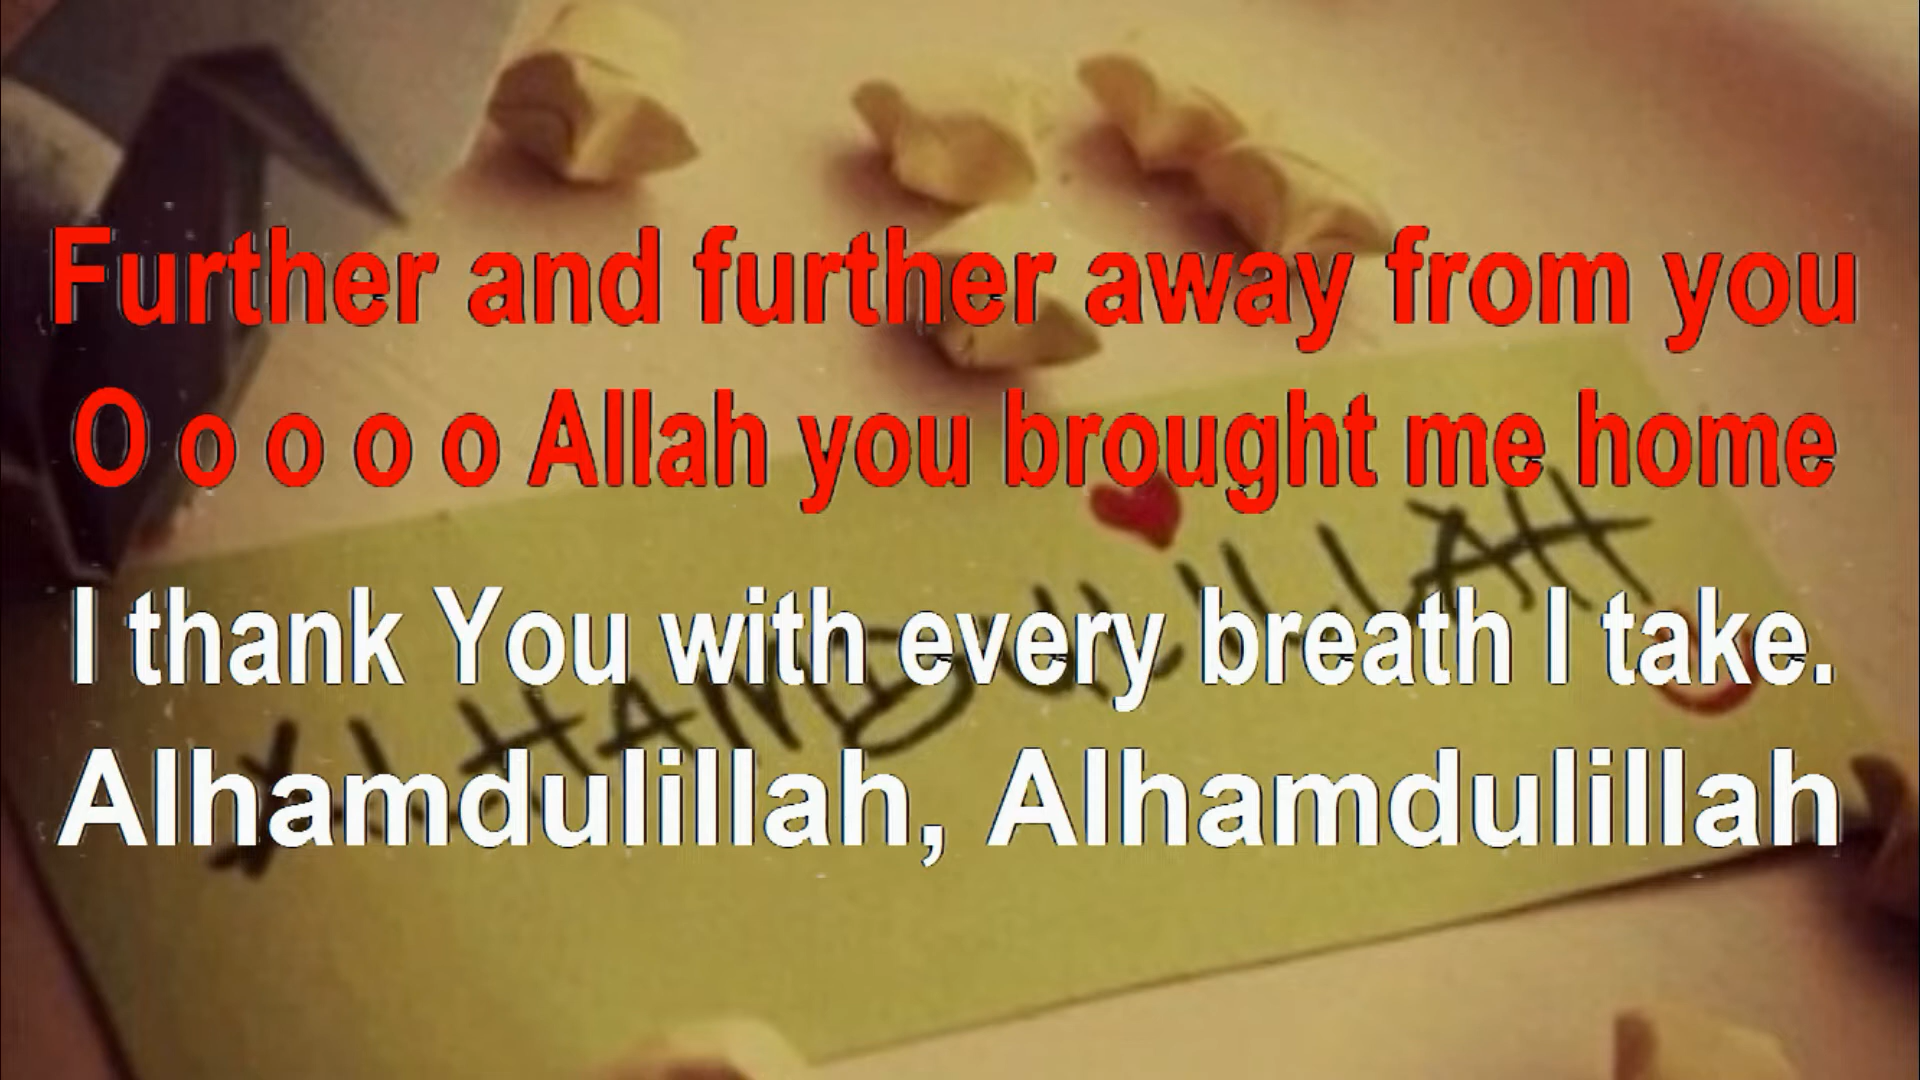 Further and further away from you
O o o o o Allah you brought me home
I thank You with every breath I take.
Alhamdulillah, Alhamdulillah
ALHAMDULILLAH